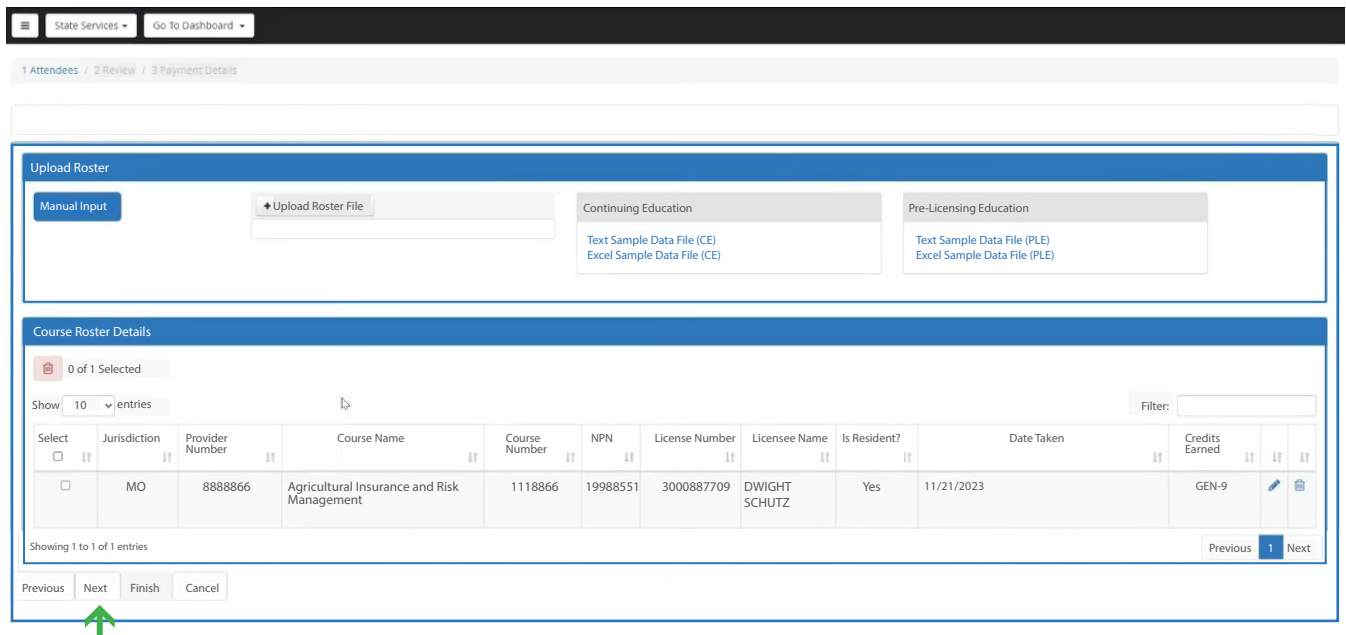 State Services Go To Dashboard
1 Attendees / 2 Review / 3 Payment Details
Upload Roster
Manual Input
+Upload Roster File
Continuing Education
Text Sample Data File (CE)
Excel Sample Data File (CE)
Pre-Licensing Education
Text Sample Data File (PLE)
Excel Sample Data File (PLE)
Course Roster Details
0 of 1 Selected
Show 10 entries
Filter:
Select Jurisdiction Provider Number Course Name Course Number NPN License Number Licensee Name Is Resident? Date Taken Credits Earned
MO 8888866 Agricultural Insurance and Risk Management 1118866 19988551 3000887709 DWIGHT SCHUTZ Yes 11/21/2023 GEN-9
Showing 1 to 1 of 1 entries
Previous 1 Next
Previous Next Finish Cancel